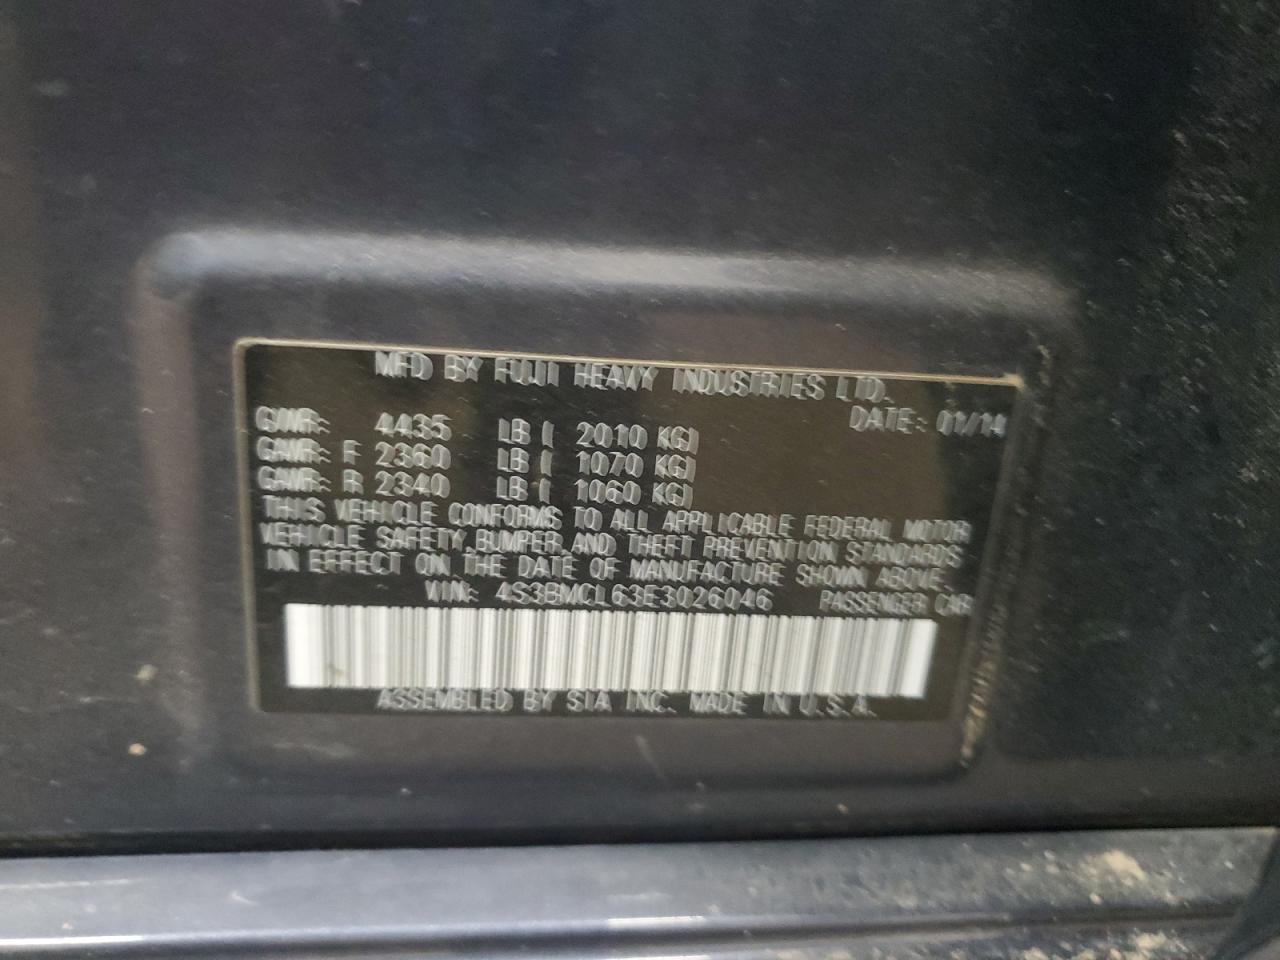 MFD BY FUJI HEAVY INDUSTRIES LTD.
DATE: 01/14
GVWR: 4435 LB ( 2010 KG)
GAWR: F 2360 LB ( 1070 KG)
GAWR: R 2340 LB ( 1060 KG)
THIS VEHICLE CONFORMS TO ALL APPLICABLE FEDERAL MOTOR
VEHICLE SAFETY, BUMPER, AND THEFT PREVENTION STANDARDS
IN EFFECT ON THE DATE OF MANUFACTURE SHOWN ABOVE.
VIN: 4S3BMCL63E3026046 PASSENGER CAR
ASSEMBLED BY SIA INC. MADE IN U.S.A.